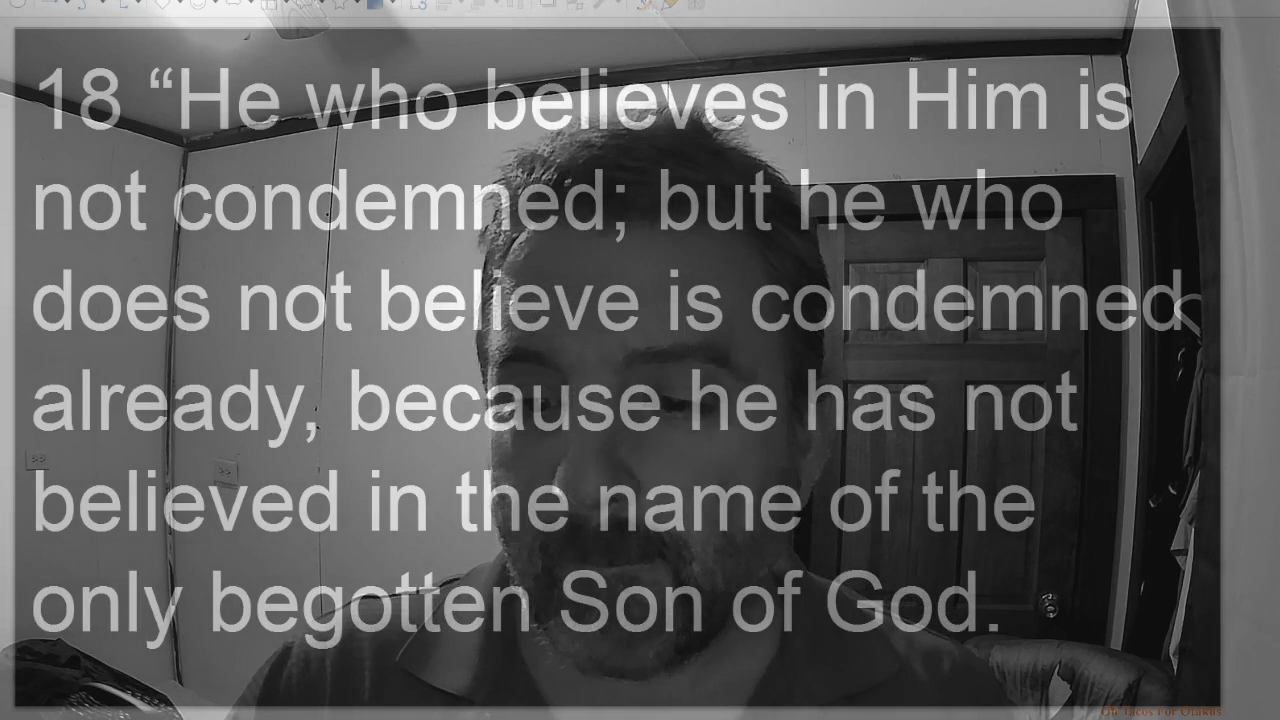 18 “He who believes in Him is
not condemned; but he who
does not believe is condemned
already, because he has not
believed in the name of the
only begotten Son of God.